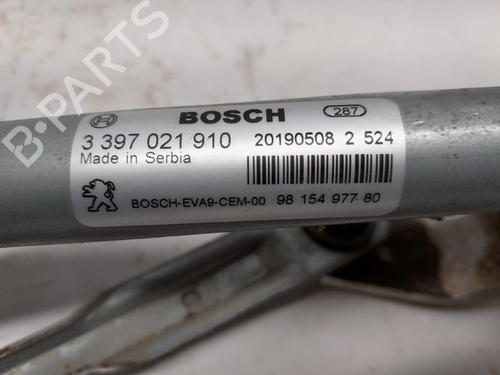 B-PARTS
BOSCH 287
3 397 021 910 20190508 2 524
Made in Serbia
BOSCH-EVA9-CEM-00 98 154 977 80